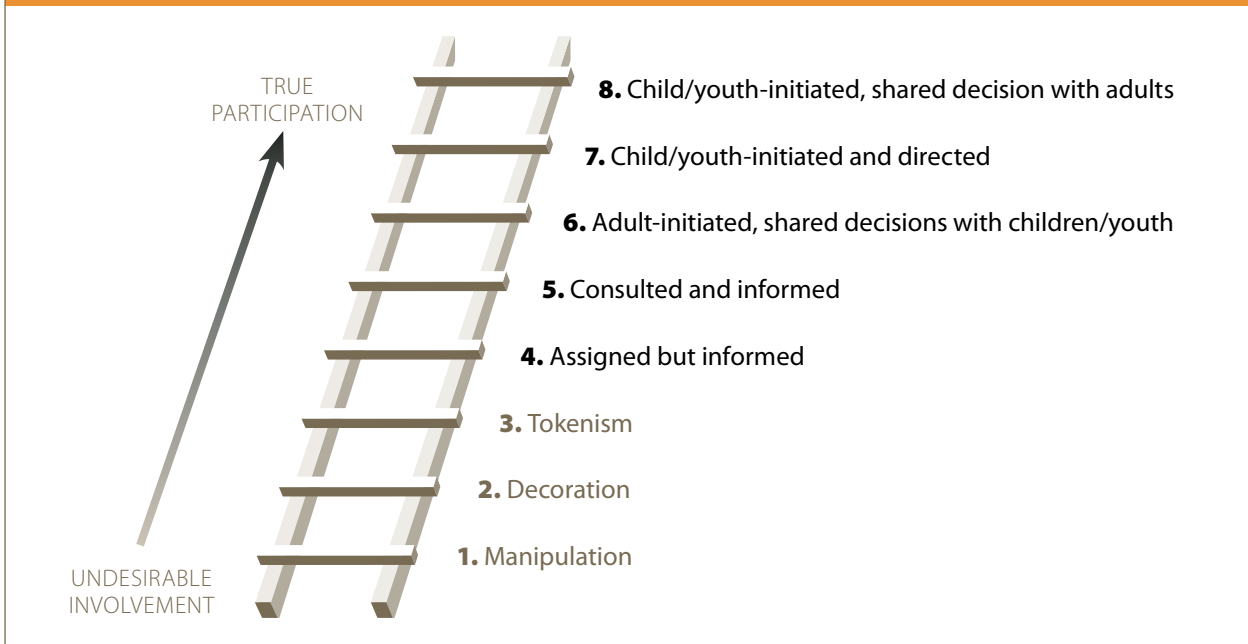 TRUE
PARTICIPATION
8. Child/youth-initiated, shared decision with adults
7. Child/youth-initiated and directed
6. Adult-initiated, shared decisions with children/youth
5. Consulted and informed
4. Assigned but informed
3. Tokenism
2. Decoration
1. Manipulation
UNDESIRABLE
INVOLVEMENT